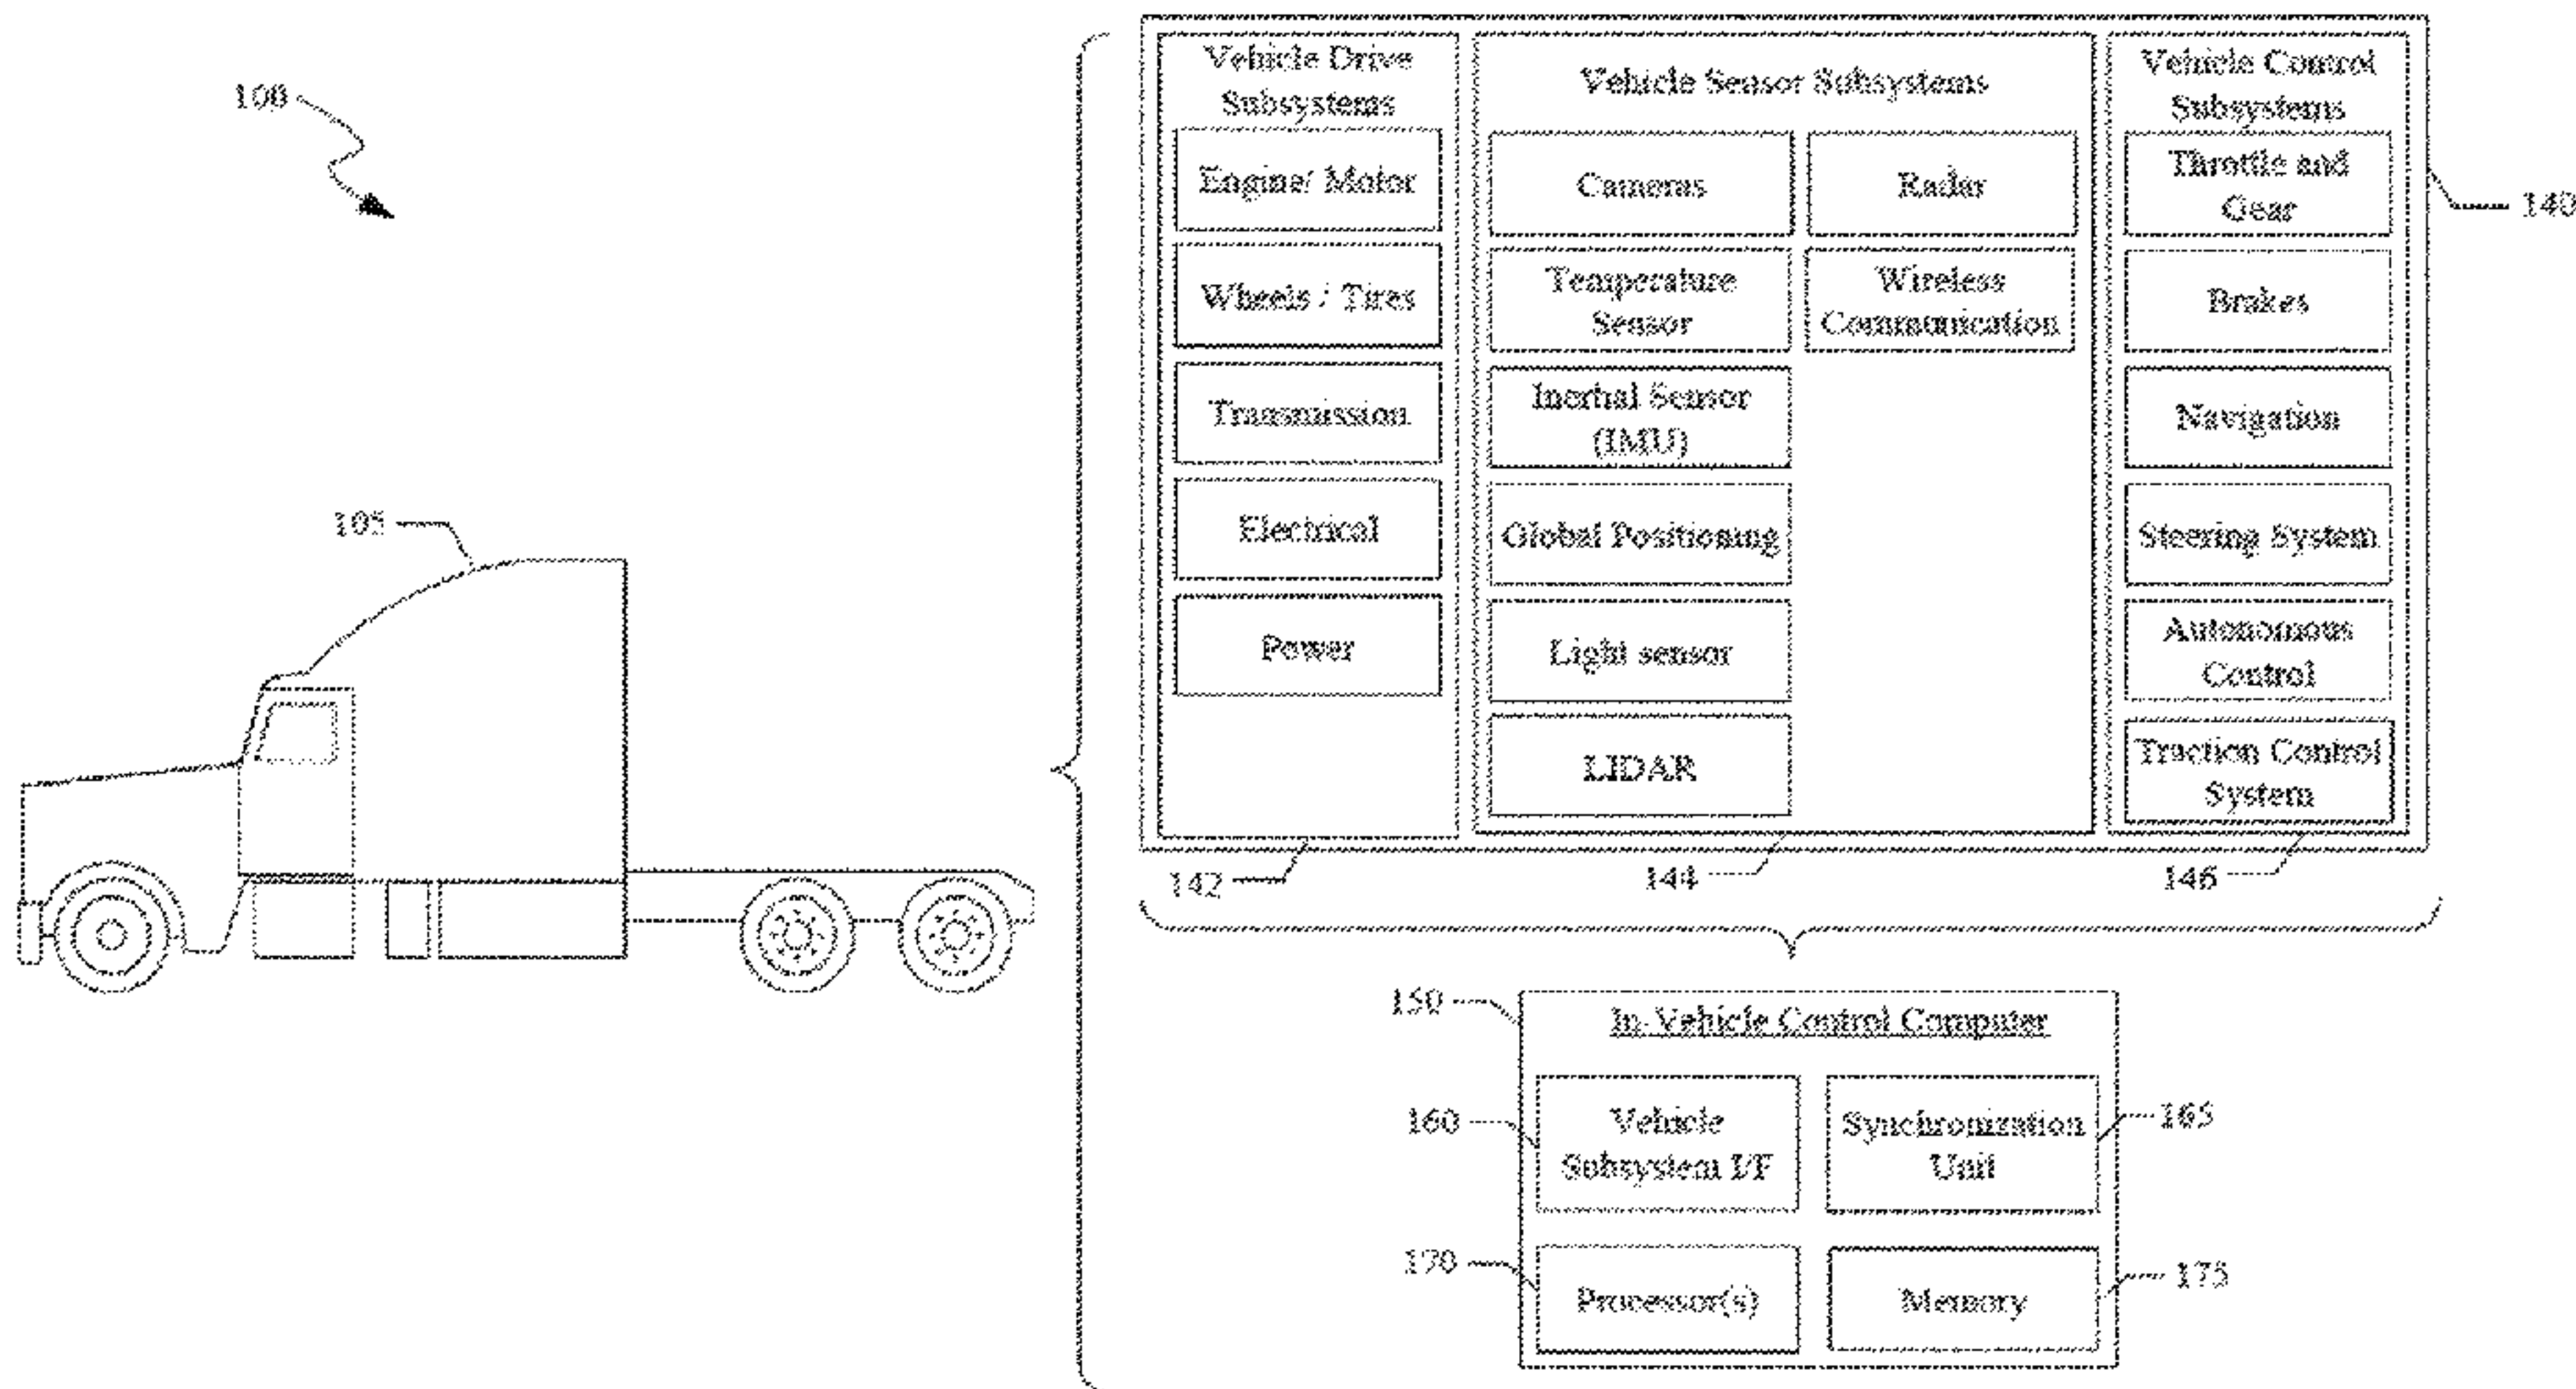 100
105
Vehicle Drive
Subsystems
Engine/ Motor
Wheels / Tires
Transmission
Electrical
Power
142
Vehicle Sensor Subsystems
Cameras
Radar
Temperature
Sensor
Wireless
Communication
Inertial Sensor
(IMU)
Global Positioning
Light sensor
LIDAR
144
Vehicle Control
Subsystems
Throttle and
Gear
Brakes
Navigation
Steering System
Autonomous
Control
Traction Control
System
146
140
150
In-Vehicle Control Computer
160
Vehicle
Subsystem I/F
Synchronization
Unit
165
170
Processor(s)
Memory
175